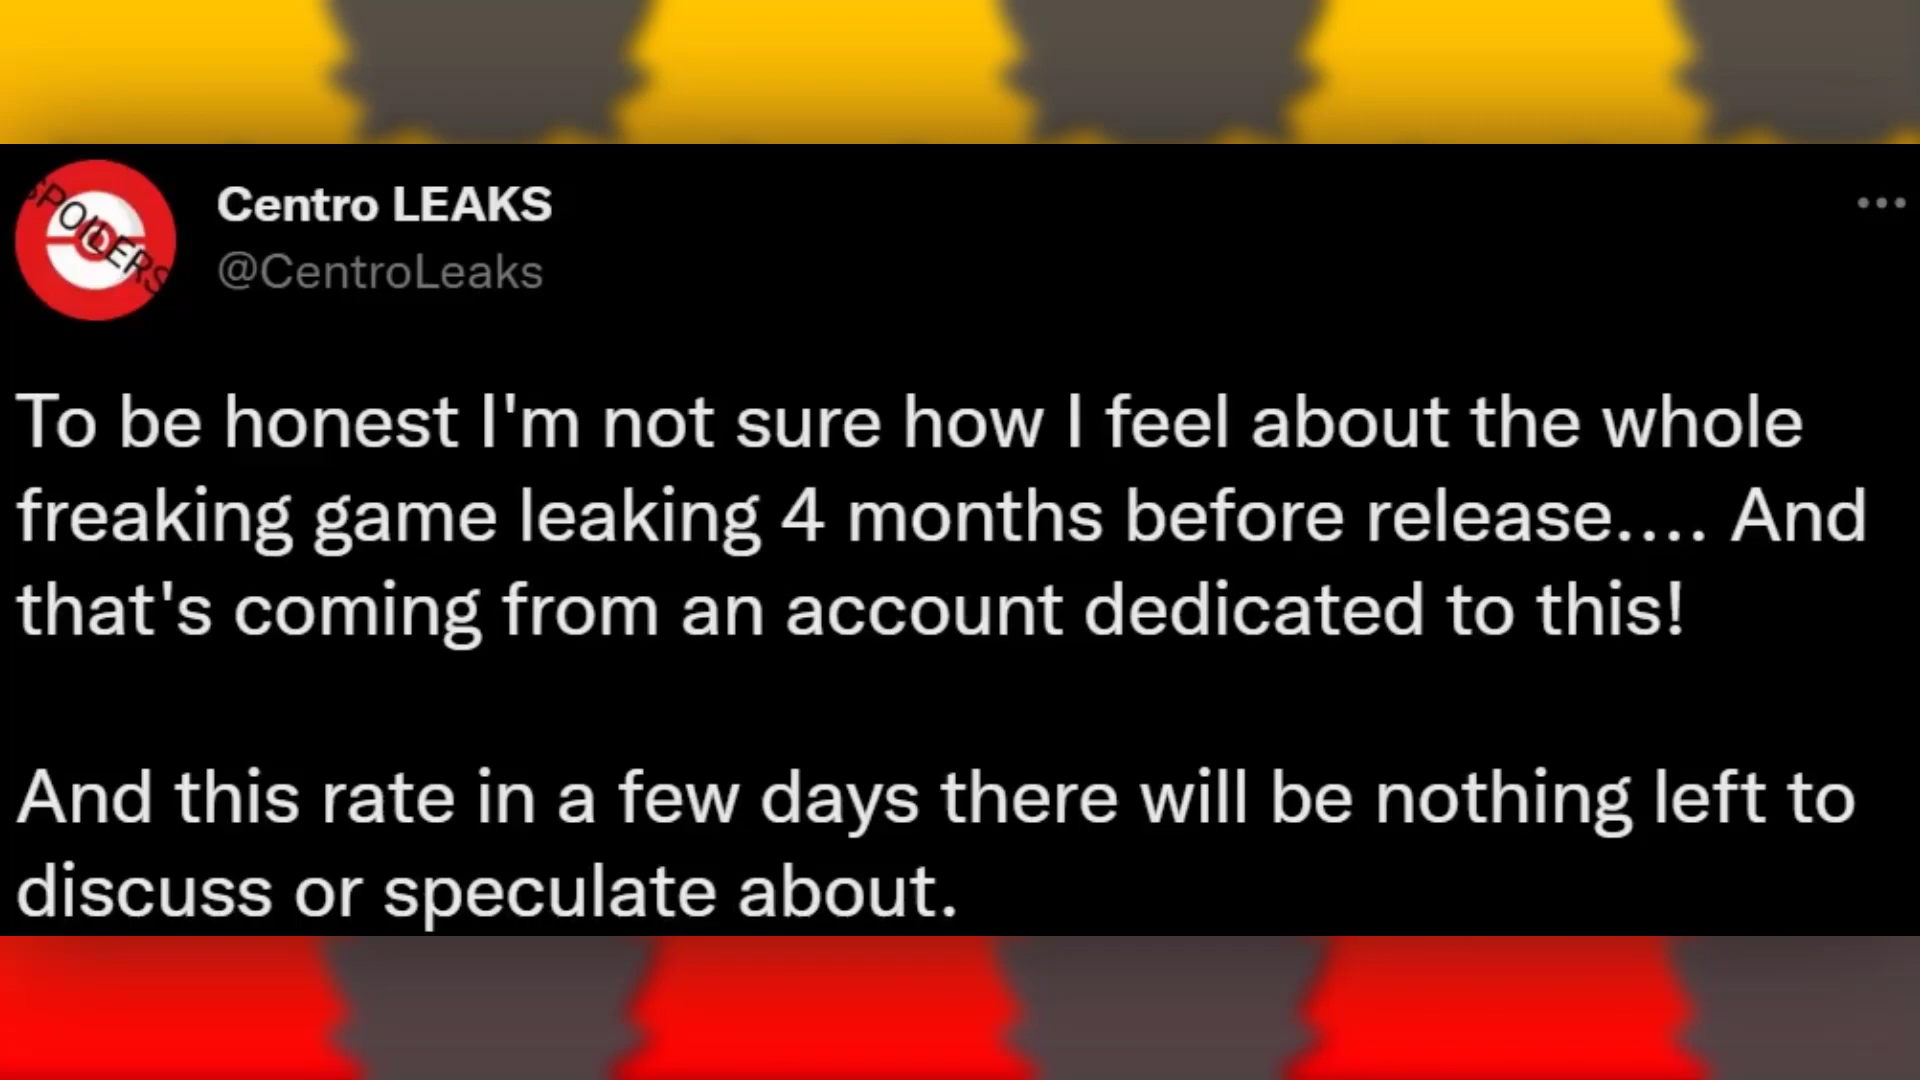 SPOILERS
Centro LEAKS
@CentroLeaks
To be honest I'm not sure how I feel about the whole
freaking game leaking 4 months before release.... And
that's coming from an account dedicated to this!
And this rate in a few days there will be nothing left to
discuss or speculate about.